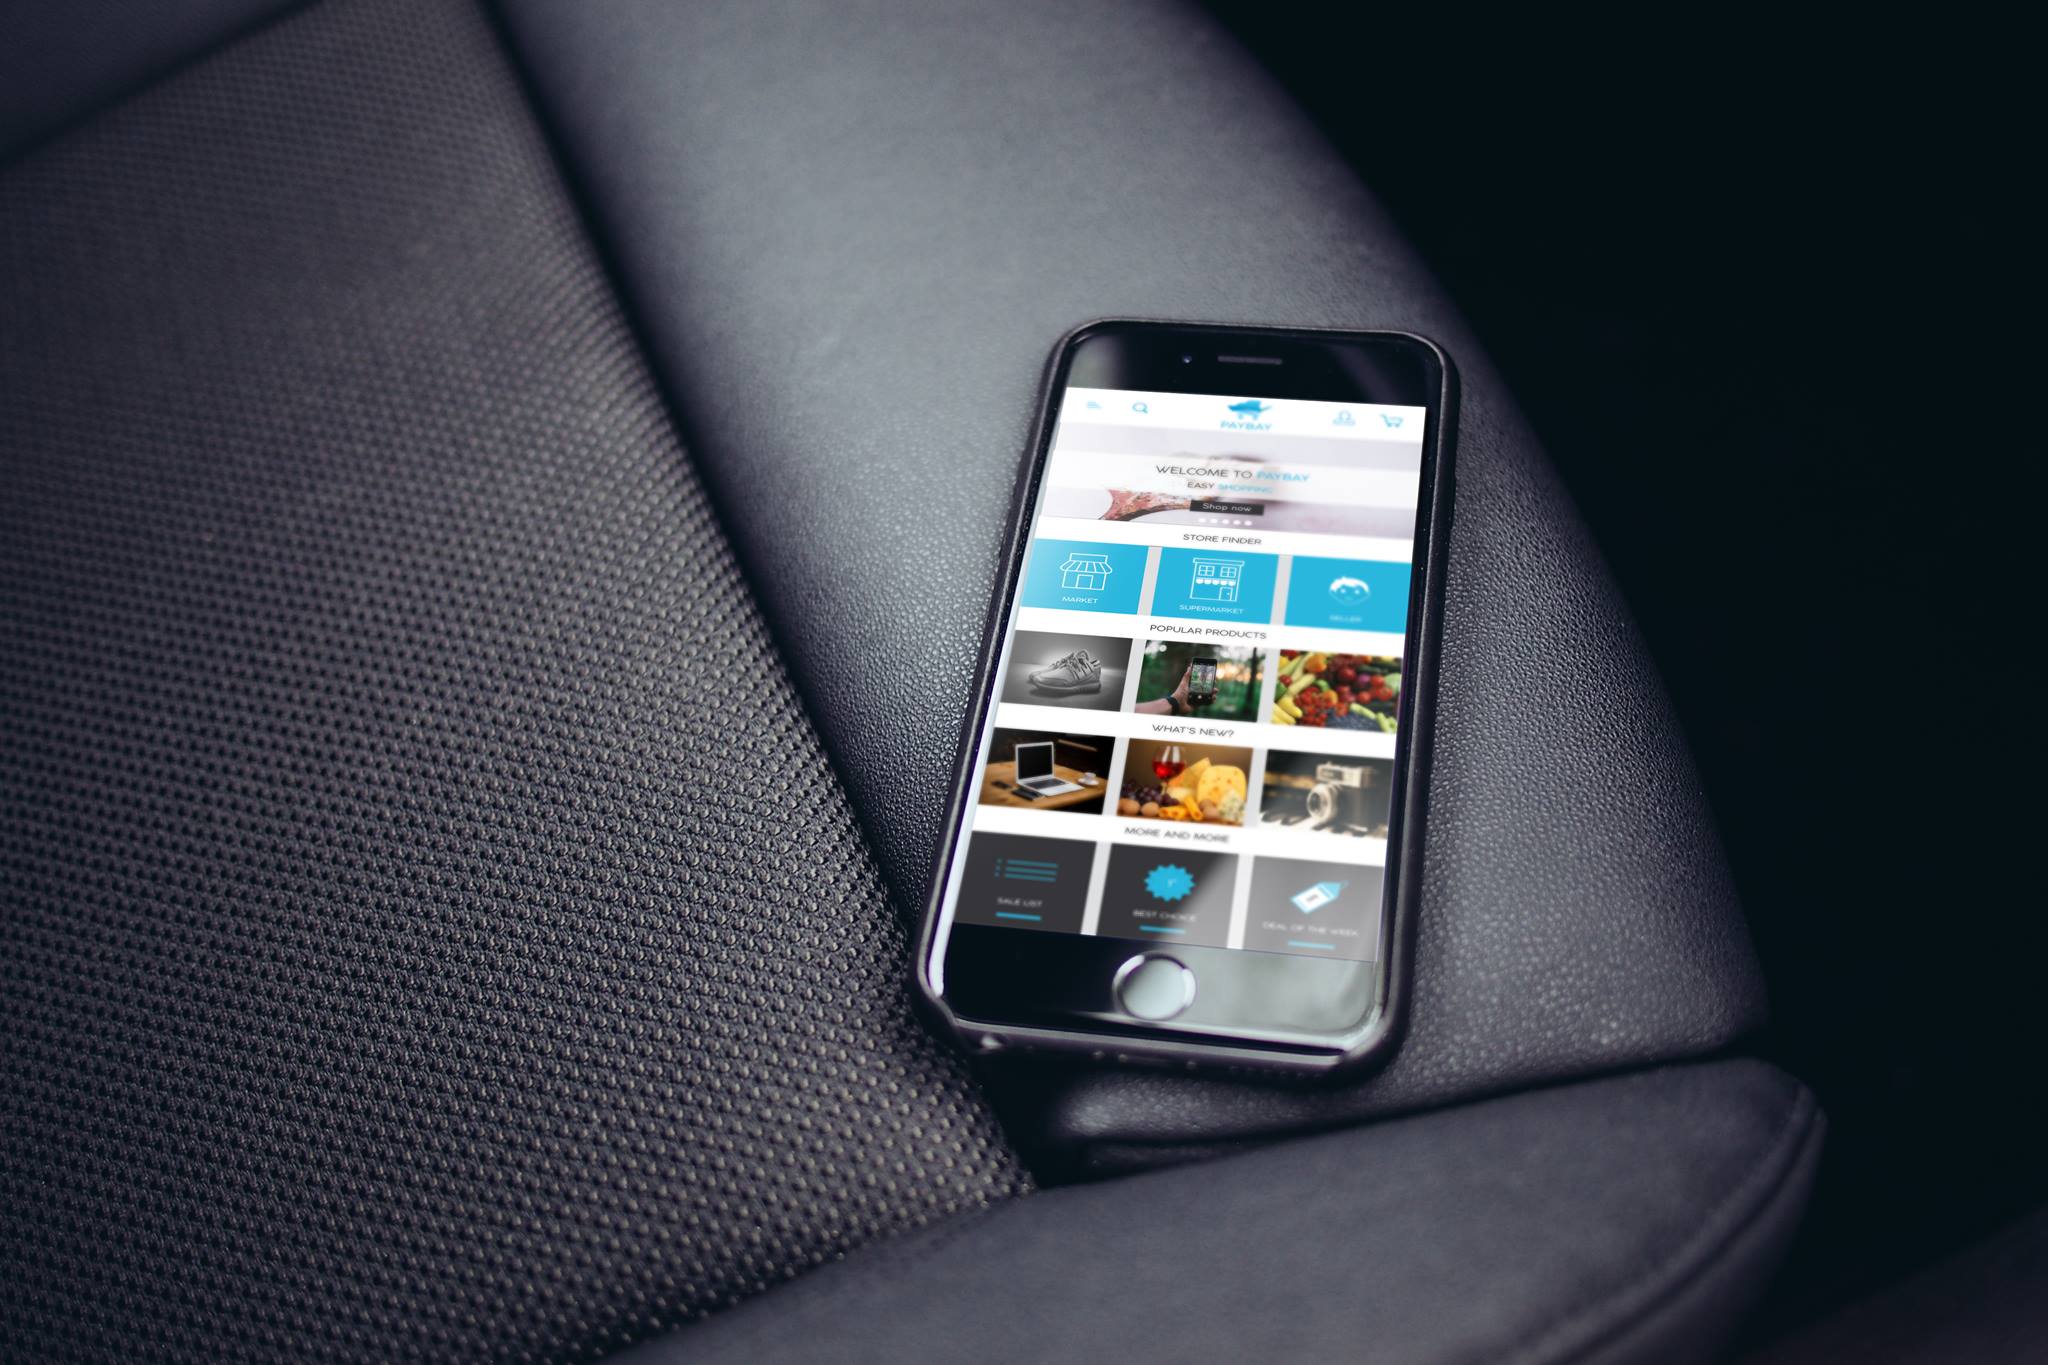 PAYBAY
WELCOME TO PAYBAY
EASY SHOPPING
Shop now
STORE FINDER
MARKET
SUPERMARKET
SELLER
POPULAR PRODUCTS
WHAT'S NEW?
MORE AND MORE
SALE LIST
BEST CHOICE
DEAL OF THE WEEK